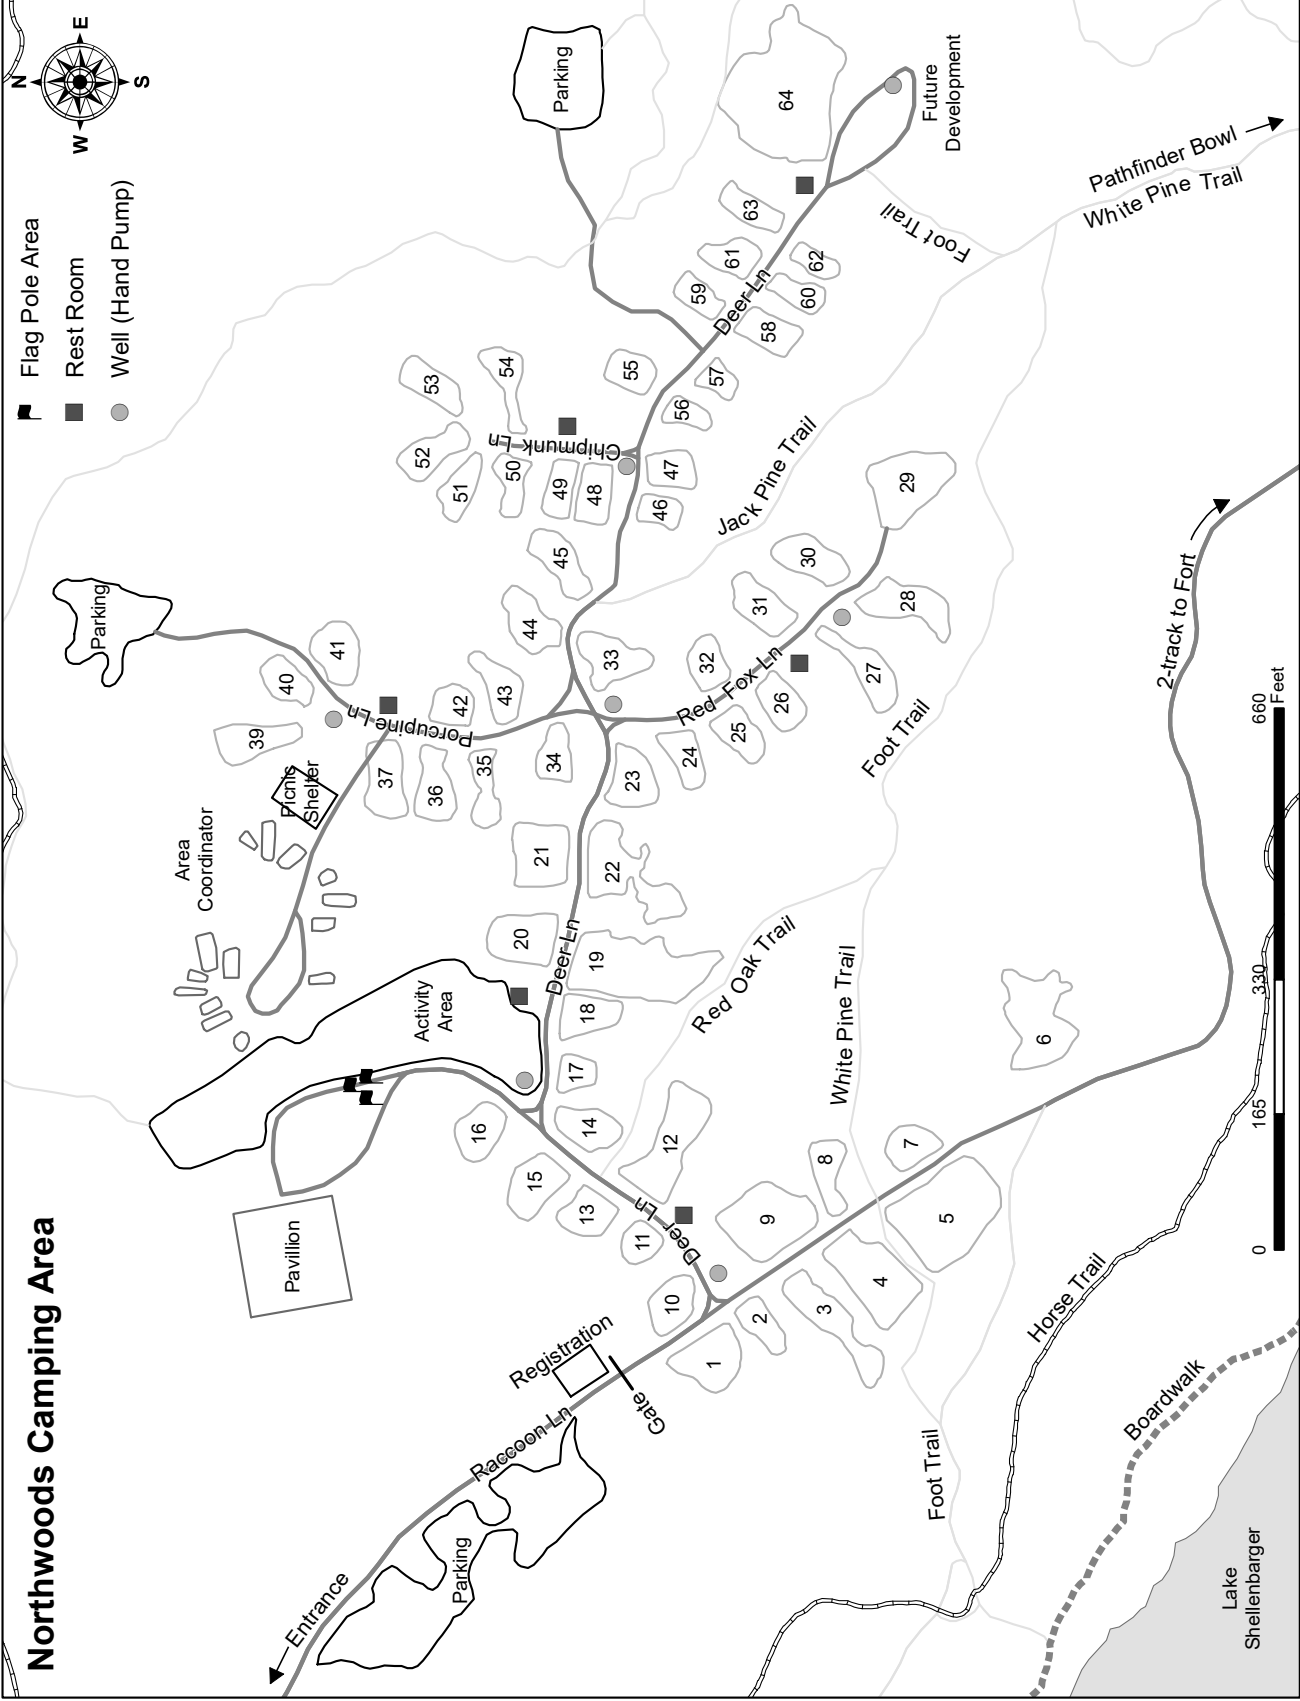 Northwoods Camping Area
N
E
S
W
Flag Pole Area
Rest Room
Well (Hand Pump)
Entrance
Parking
Raccoon Ln
Registration
Gate
Pavillion
Activity
Area
Area
Coordinator
Picnic
Shelter
Parking
Porcupine Ln
Parking
Chipmunk Ln
Deer Ln
Deer Ln
Deer Ln
Red Fox Ln
Future
Development
Foot Trail
Pathfinder Bowl
White Pine Trail
Jack Pine Trail
Foot Trail
Red Oak Trail
White Pine Trail
Foot Trail
2-track to Fort
Horse Trail
Boardwalk
Lake
Shellenbarger
1
2
3
4
5
6
7
8
9
10
11
12
13
14
15
16
17
18
19
20
21
22
23
24
25
26
27
28
29
30
31
32
33
34
35
36
37
39
40
41
42
43
44
45
46
47
48
49
50
51
52
53
54
55
56
57
58
59
60
61
62
63
64
0
165
330
660
Feet